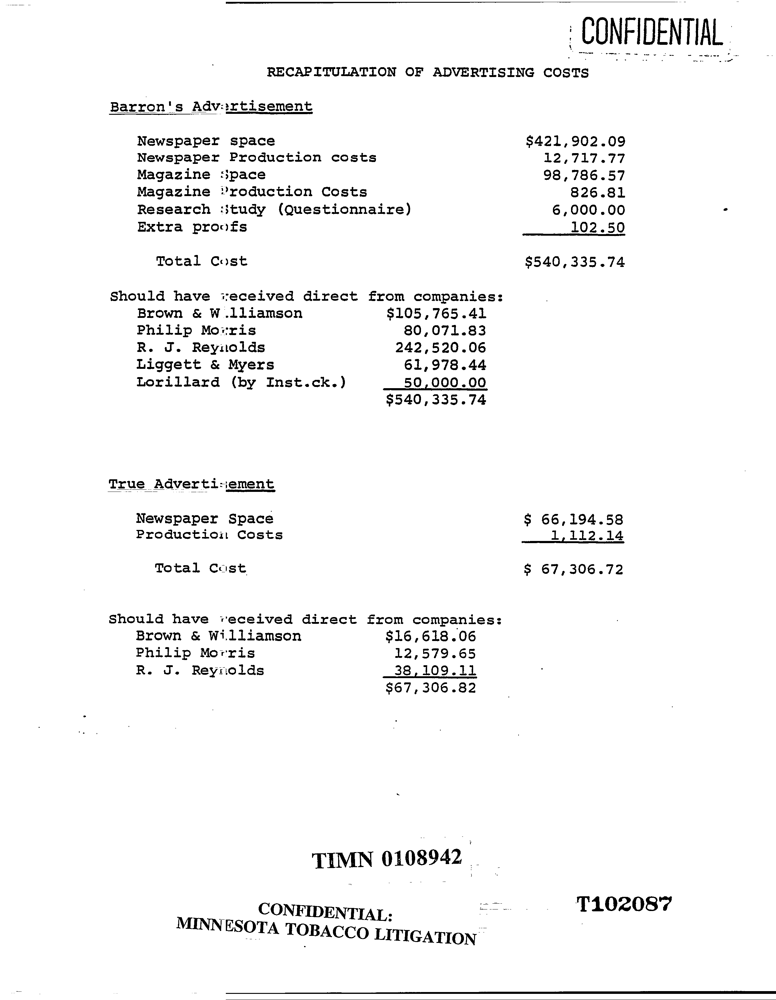 CONFIDENTIAL
RECAPITULATION OF ADVERTISING COSTS
Barron's Advertisement
Newspaper space $421,902.09
Newspaper Production costs 12,717.77
Magazine Space 98,786.57
Magazine Production Costs 826.81
Research Study (Questionnaire) 6,000.00
Extra proofs 102.50
Total Cost $540,335.74
Should have received direct from companies:
Brown & Williamson $105,765.41
Philip Morris 80,071.83
R. J. Reynolds 242,520.06
Liggett & Myers 61,978.44
Lorillard (by Inst.ck.) 50,000.00
$540,335.74
True Advertisement
Newspaper Space $ 66,194.58
Production Costs 1,112.14
Total Cost $ 67,306.72
Should have received direct from companies:
Brown & Williamson $16,618.06
Philip Morris 12,579.65
R. J. Reynolds 38,109.11
$67,306.82
TIMN 0108942
T102087
CONFIDENTIAL:
MINNESOTA TOBACCO LITIGATION